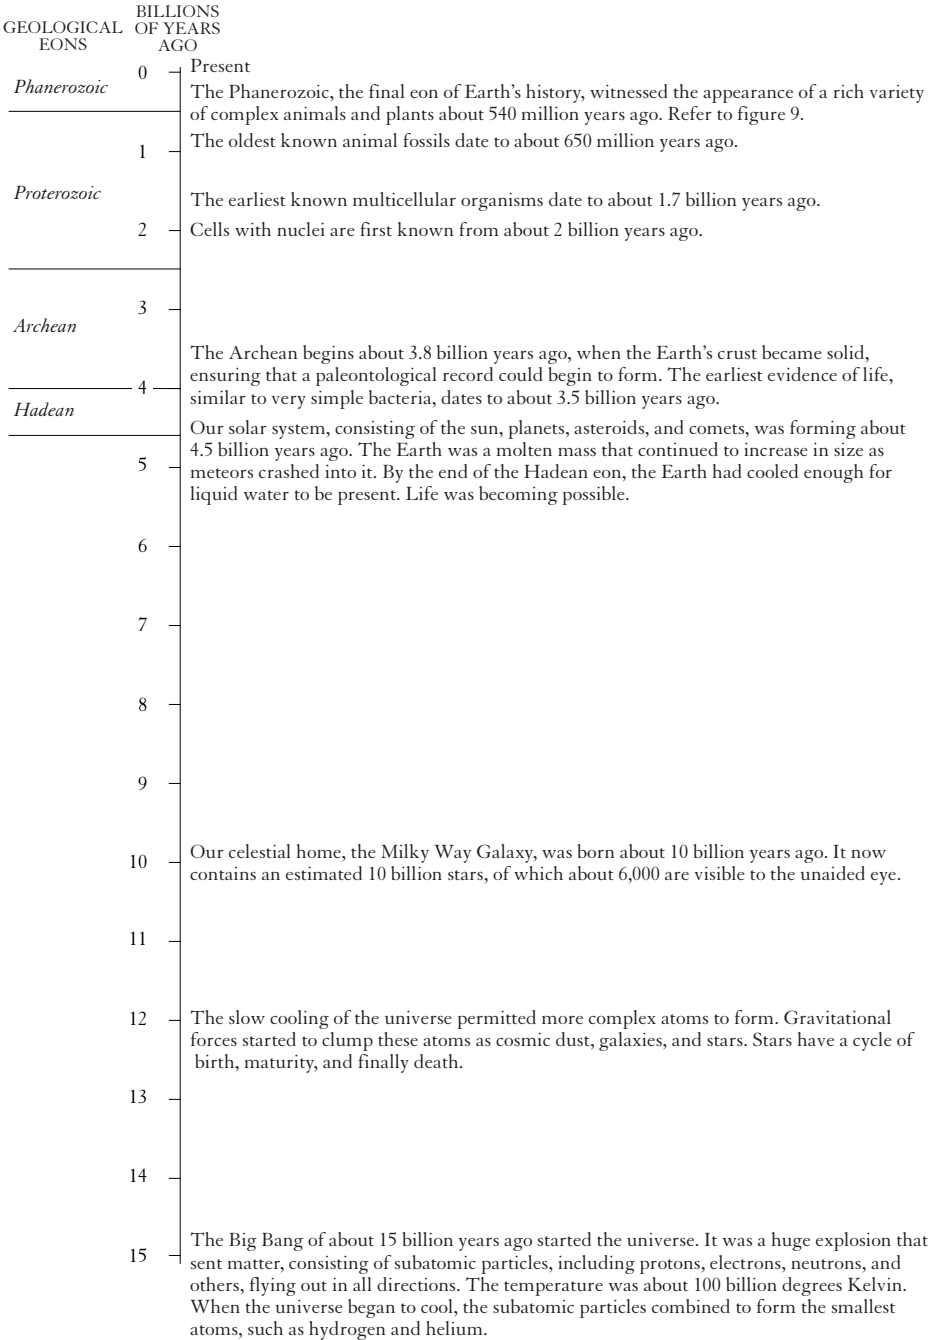 GEOLOGICAL EONS
BILLIONS OF YEARS AGO
0 Present
Phanerozoic
The Phanerozoic, the final eon of Earth's history, witnessed the appearance of a rich variety
of complex animals and plants about 540 million years ago. Refer to figure 9.
The oldest known animal fossils date to about 650 million years ago.
1
Proterozoic
The earliest known multicellular organisms date to about 1.7 billion years ago.
2 Cells with nuclei are first known from about 2 billion years ago.
3
Archean
The Archean begins about 3.8 billion years ago, when the Earth's crust became solid,
ensuring that a paleontological record could begin to form. The earliest evidence of life,
4
similar to very simple bacteria, dates to about 3.5 billion years ago.
Hadean
Our solar system, consisting of the sun, planets, asteroids, and comets, was forming about
4.5 billion years ago. The Earth was a molten mass that continued to increase in size as
5
meteors crashed into it. By the end of the Hadean eon, the Earth had cooled enough for
liquid water to be present. Life was becoming possible.
6
7
8
9
Our celestial home, the Milky Way Galaxy, was born about 10 billion years ago. It now
10
contains an estimated 10 billion stars, of which about 6,000 are visible to the unaided eye.
11
12 The slow cooling of the universe permitted more complex atoms to form. Gravitational
forces started to clump these atoms as cosmic dust, galaxies, and stars. Stars have a cycle of
birth, maturity, and finally death.
13
14
The Big Bang of about 15 billion years ago started the universe. It was a huge explosion that
15
sent matter, consisting of subatomic particles, including protons, electrons, neutrons, and
others, flying out in all directions. The temperature was about 100 billion degrees Kelvin.
When the universe began to cool, the subatomic particles combined to form the smallest
atoms, such as hydrogen and helium.